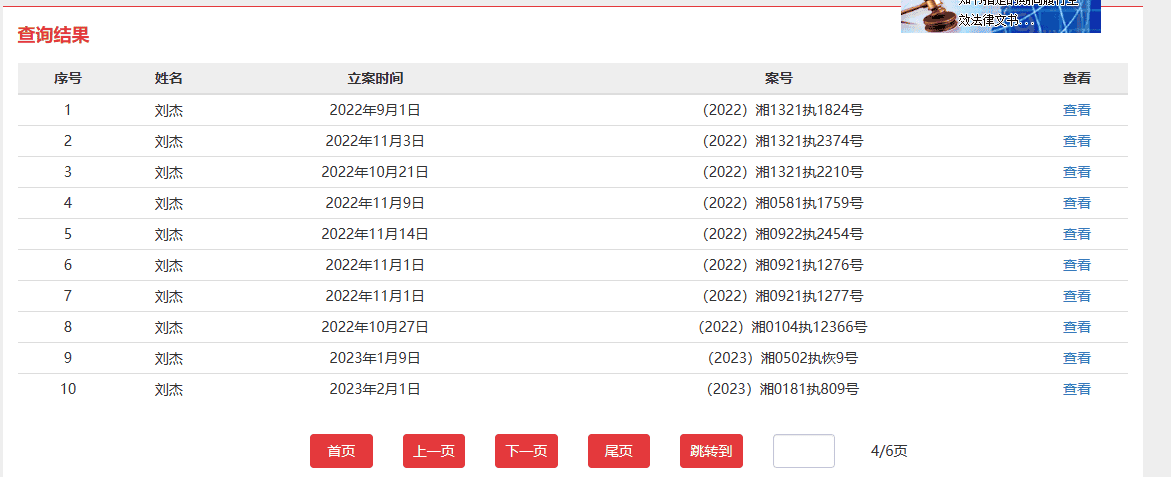 效法律文书...
查询结果
序号 姓名 立案时间 案号 查看
1 刘杰 2022年9月1日 （2022）湘1321执1824号 查看
2 刘杰 2022年11月3日 （2022）湘1321执2374号 查看
3 刘杰 2022年10月21日 （2022）湘1321执2210号 查看
4 刘杰 2022年11月9日 （2022）湘0581执1759号 查看
5 刘杰 2022年11月14日 （2022）湘0922执2454号 查看
6 刘杰 2022年11月1日 （2022）湘0921执1276号 查看
7 刘杰 2022年11月1日 （2022）湘0921执1277号 查看
8 刘杰 2022年10月27日 （2022）湘0104执12366号 查看
9 刘杰 2023年1月9日 （2023）湘0502执恢9号 查看
10 刘杰 2023年2月1日 （2023）湘0181执809号 查看
首页 上一页 下一页 尾页 跳转到 4/6页